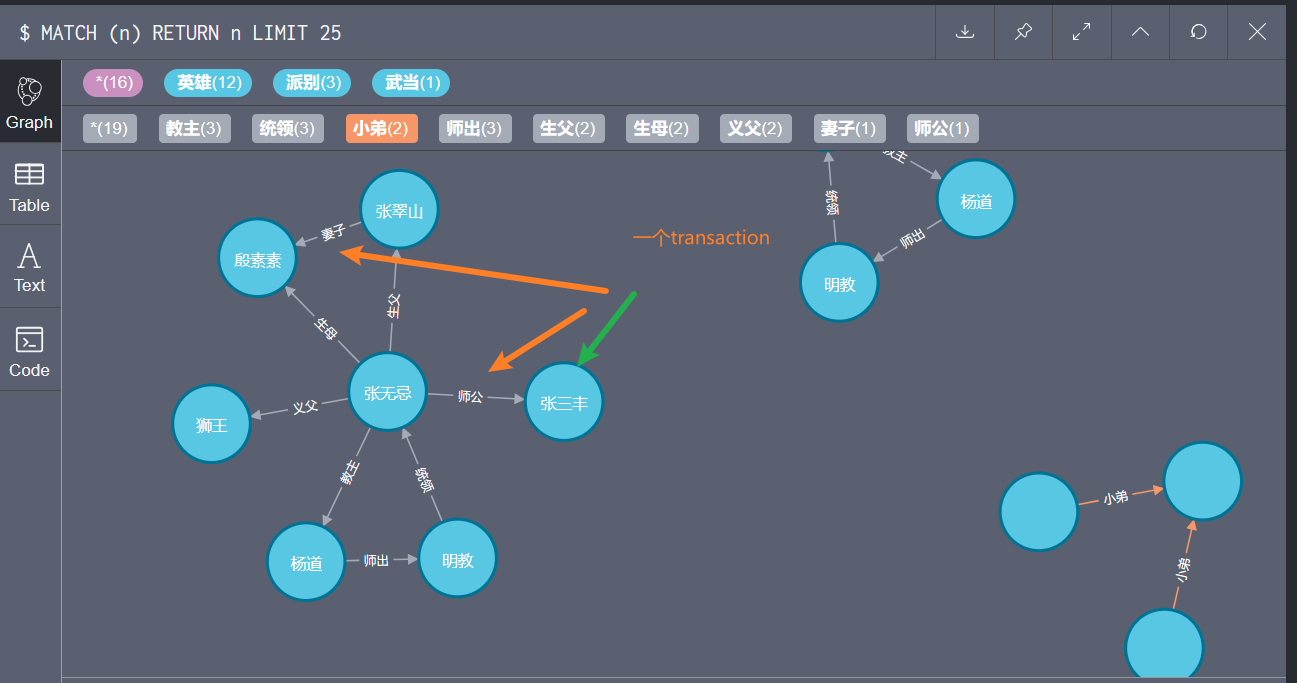 $ MATCH (n) RETURN n LIMIT 25
Graph
Table
Text
Code
*(16) 英雄(12) 派别(3) 武当(1)
*(19) 教主(3) 统领(3) 小弟(2) 师出(3) 生父(2) 生母(2) 义父(2) 妻子(1) 师公(1)
张翠山
妻子
殷素素
生父
生母
张无忌
师公
张三丰
义父
狮王
教主
统领
杨道
师出
明教
一个transaction
教主
统领
杨道
师出
明教
小弟
小弟